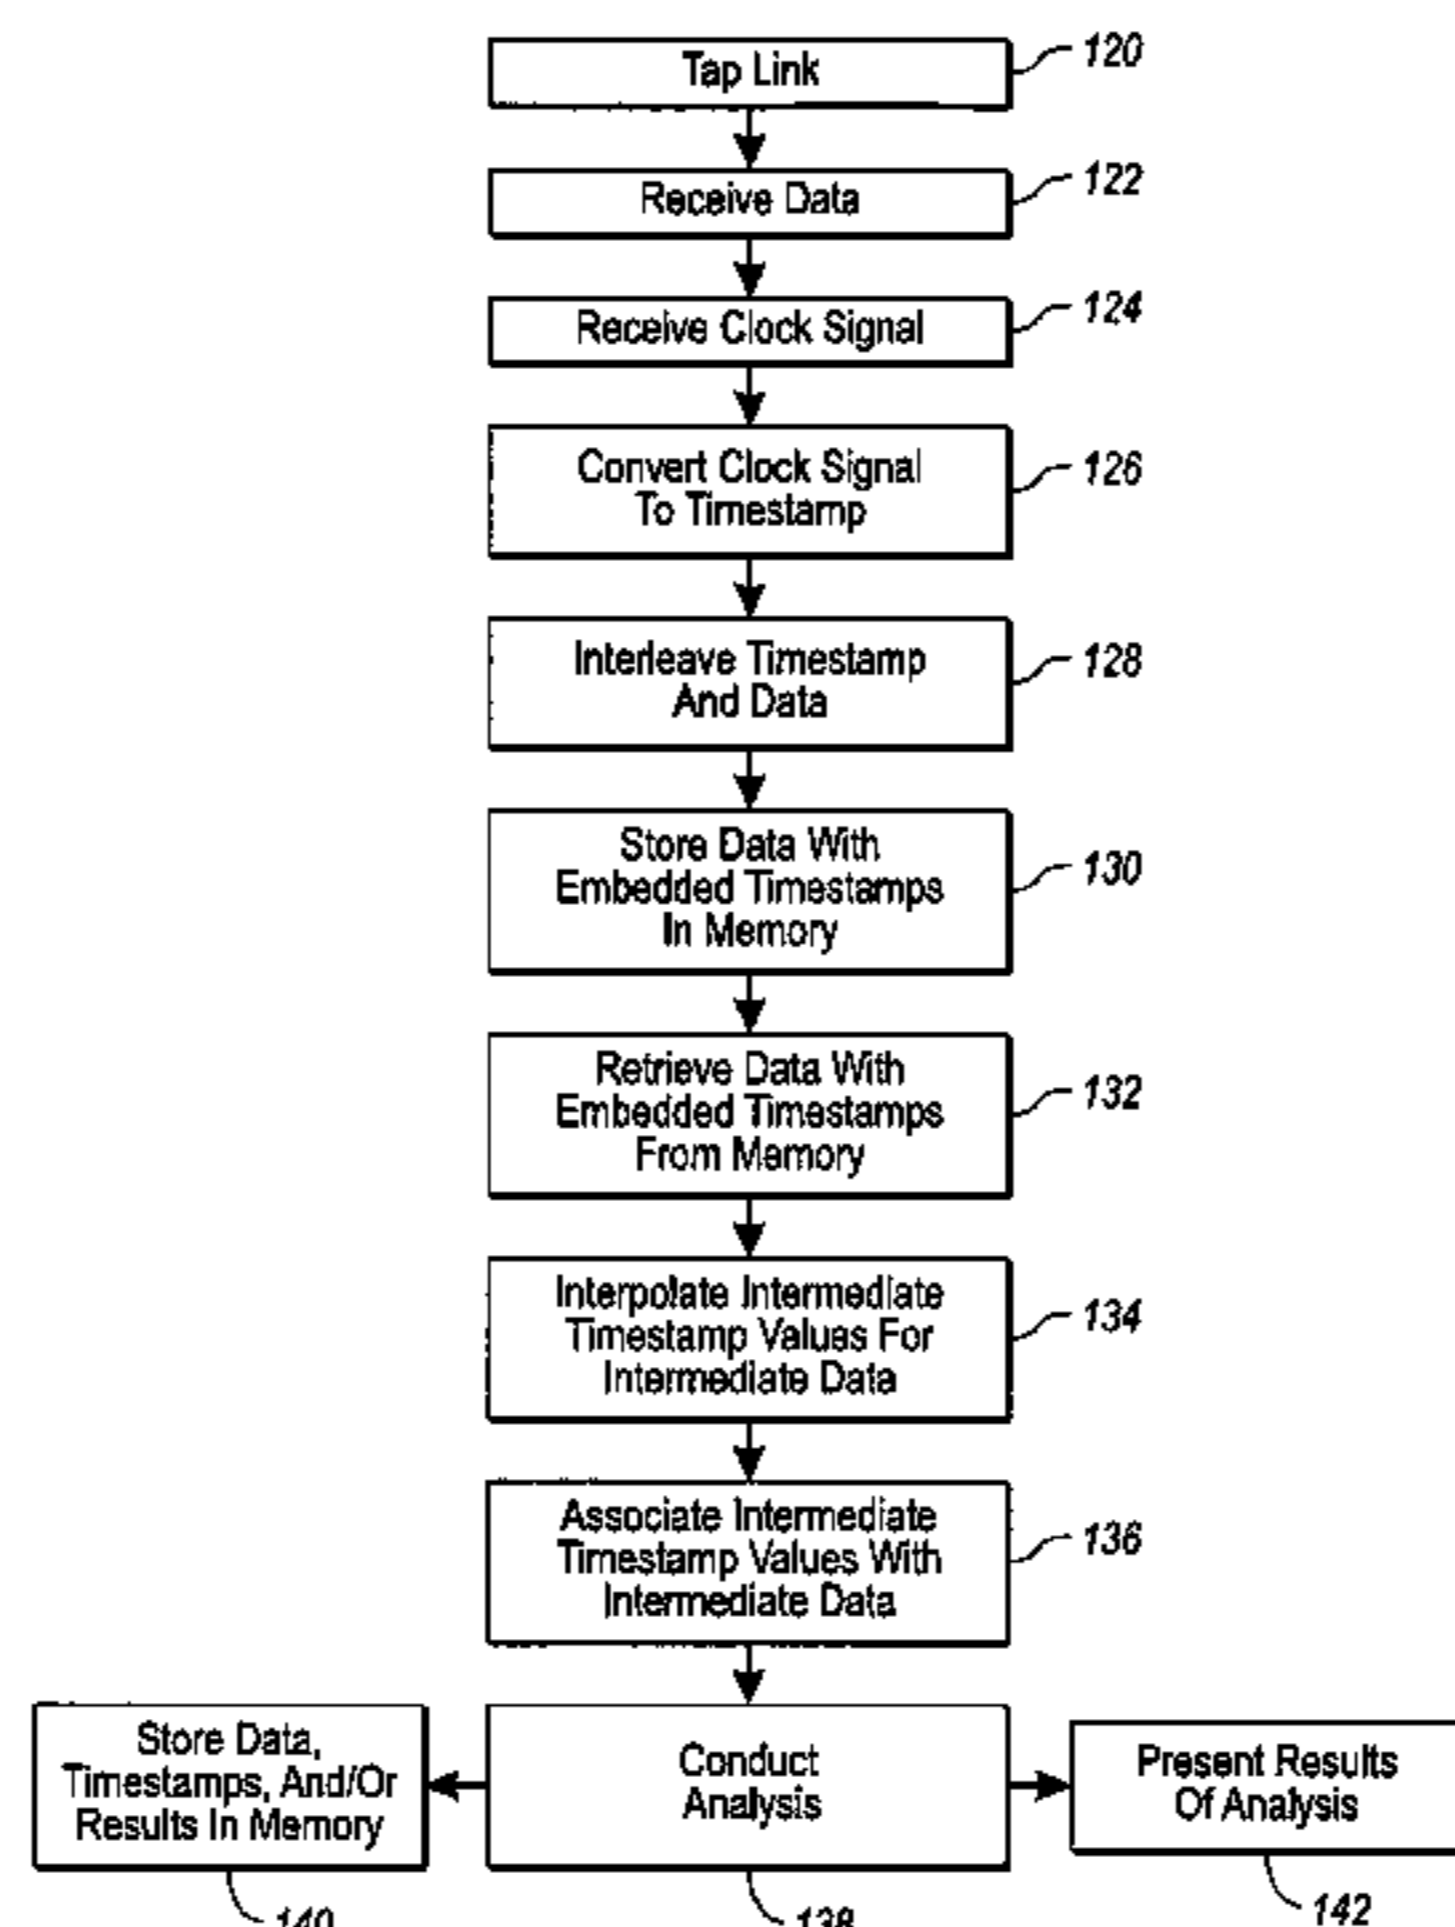 Tap Link
120
Receive Data
122
Receive Clock Signal
124
Convert Clock Signal
To Timestamp
126
Interleave Timestamp
And Data
128
Store Data With
Embedded Timestamps
In Memory
130
Retrieve Data With
Embedded Timestamps
From Memory
132
Interpolate Intermediate
Timestamp Values For
Intermediate Data
134
Associate Intermediate
Timestamp Values With
Intermediate Data
136
Store Data,
Timestamps, And/Or
Results In Memory
140
Conduct
Analysis
138
Present Results
Of Analysis
142